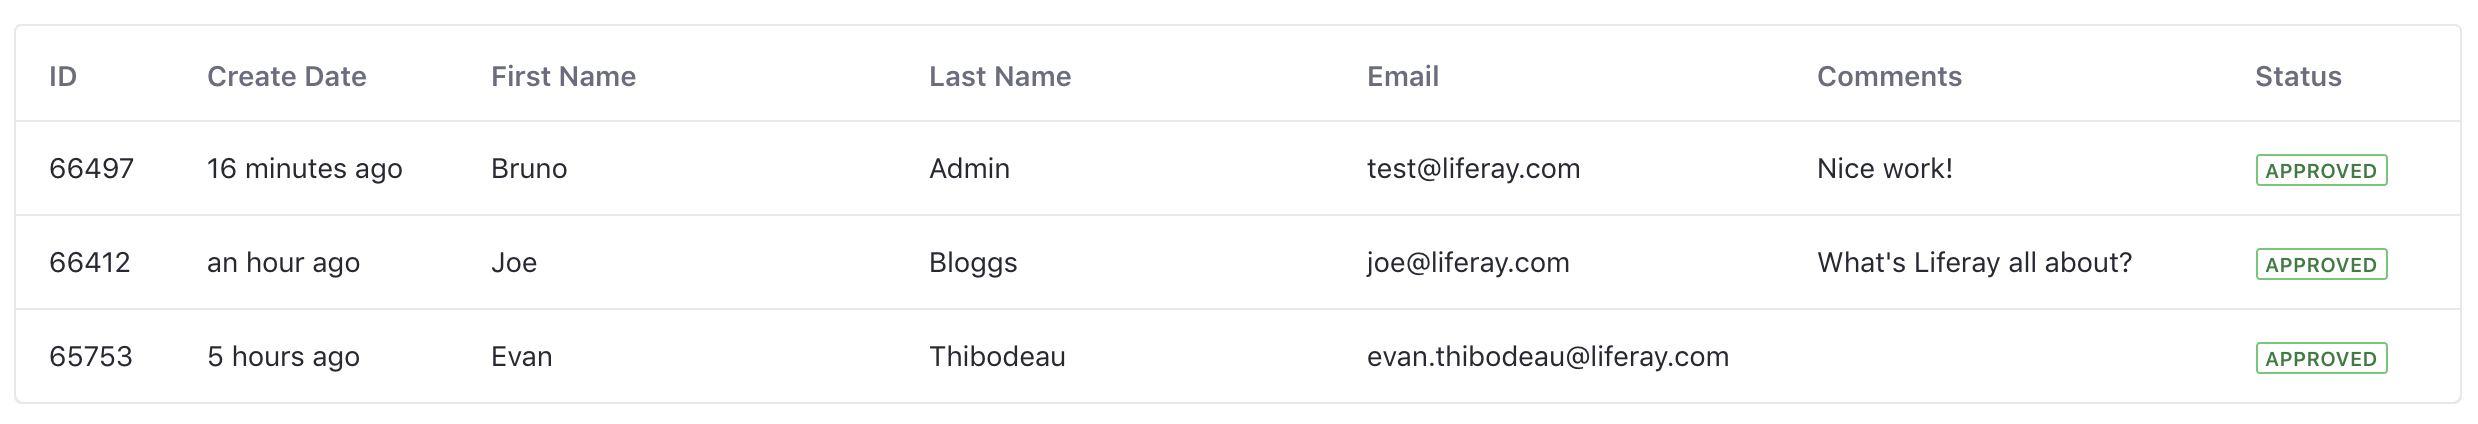 ID Create Date First Name Last Name Email Comments Status
66497 16 minutes ago Bruno Admin test@liferay.com Nice work! APPROVED
66412 an hour ago Joe Bloggs joe@liferay.com What's Liferay all about? APPROVED
65753 5 hours ago Evan Thibodeau evan.thibodeau@liferay.com APPROVED